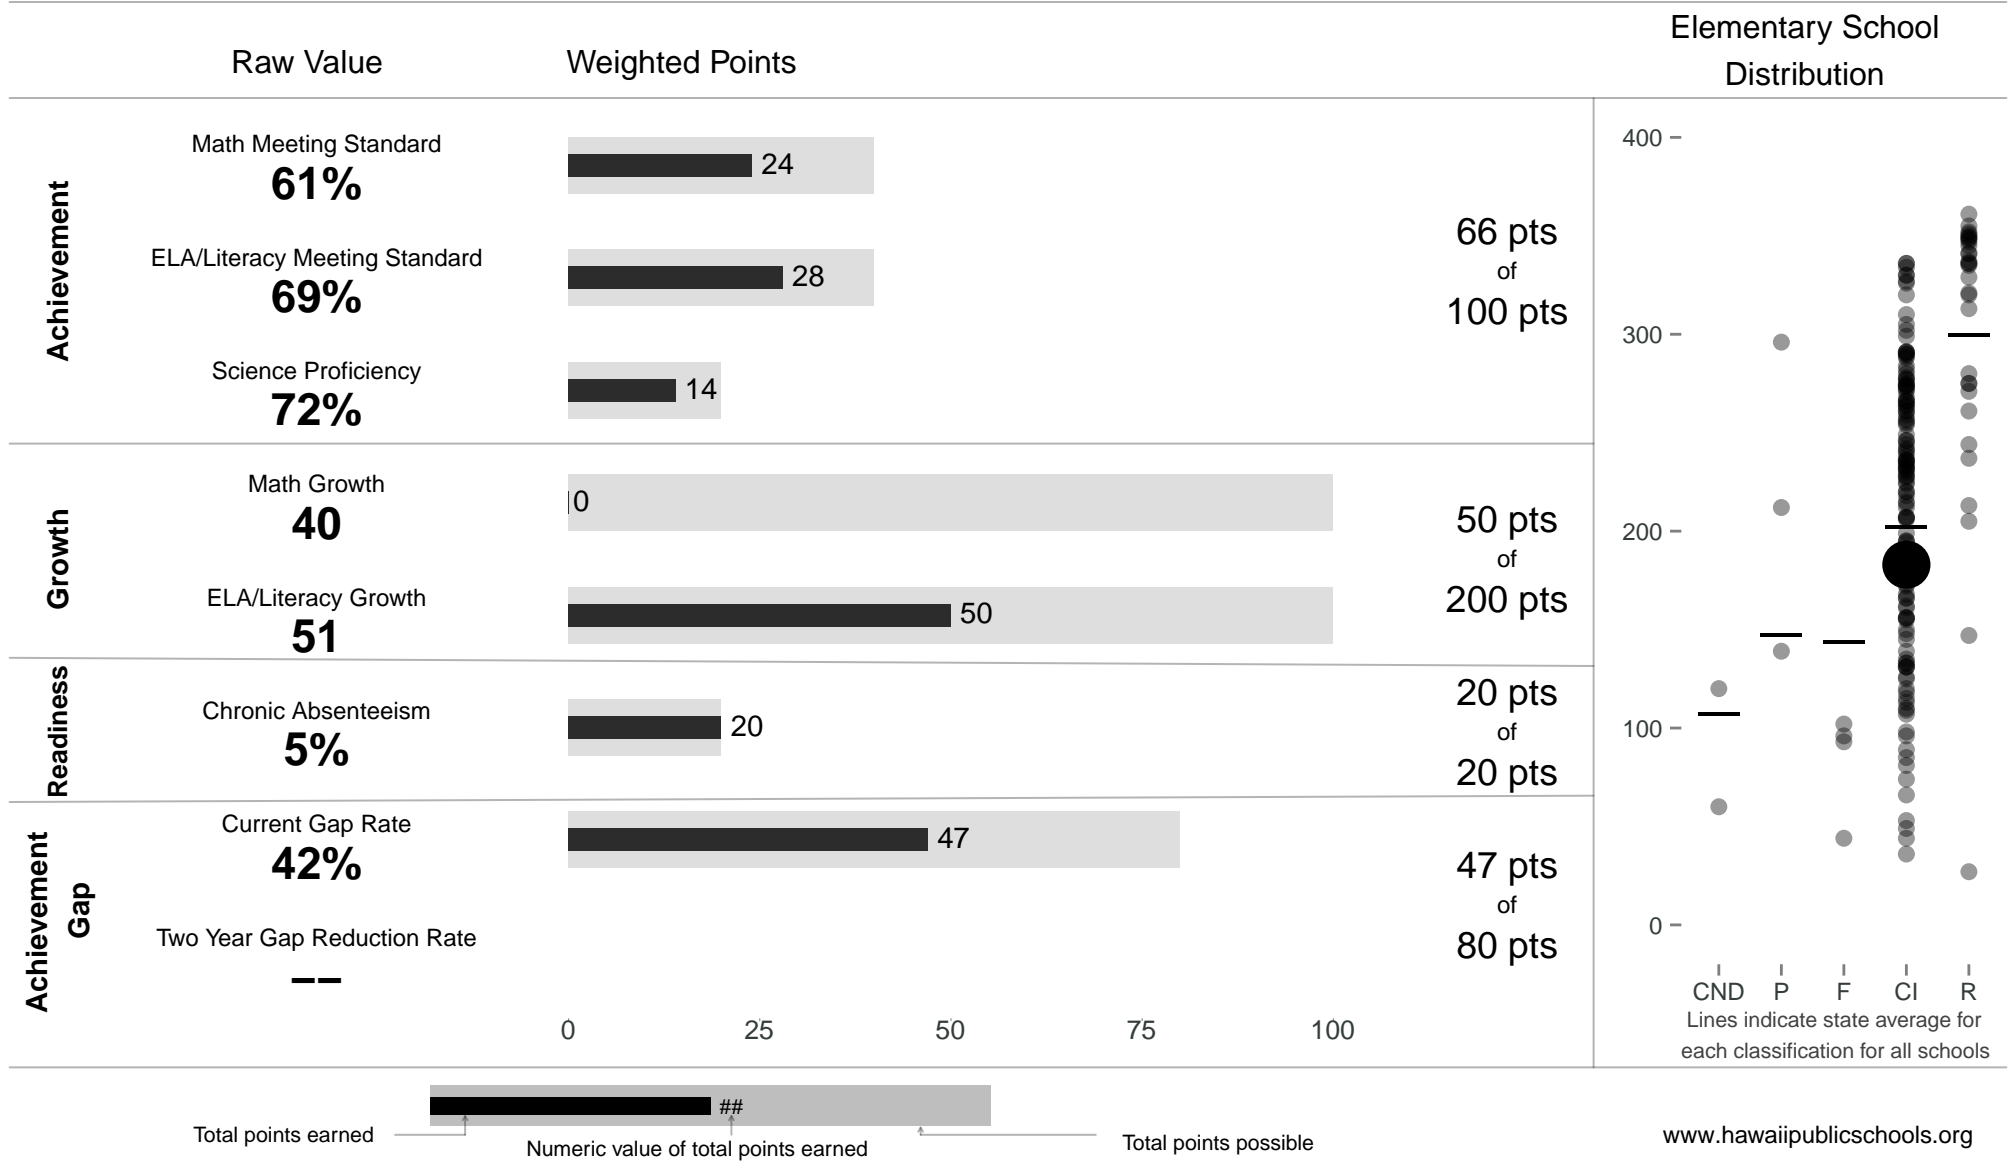 Raw Value
Weighted Points
Elementary School
Distribution
Achievement
Math Meeting Standard
61%
24
ELA/Literacy Meeting Standard
69%
28
Science Proficiency
72%
14
66 pts
of
100 pts
Growth
Math Growth
40
0
ELA/Literacy Growth
51
50
50 pts
of
200 pts
Readiness
Chronic Absenteeism
5%
20
20 pts
of
20 pts
Achievement
Gap
Current Gap Rate
42%
47
Two Year Gap Reduction Rate
−−
47 pts
of
80 pts
0 25 50 75 100
400
300
200
100
0
CND P F CI R
Lines indicate state average for
each classification for all schools
##
Total points earned
Numeric value of total points earned
Total points possible
www.hawaiipublicschools.org